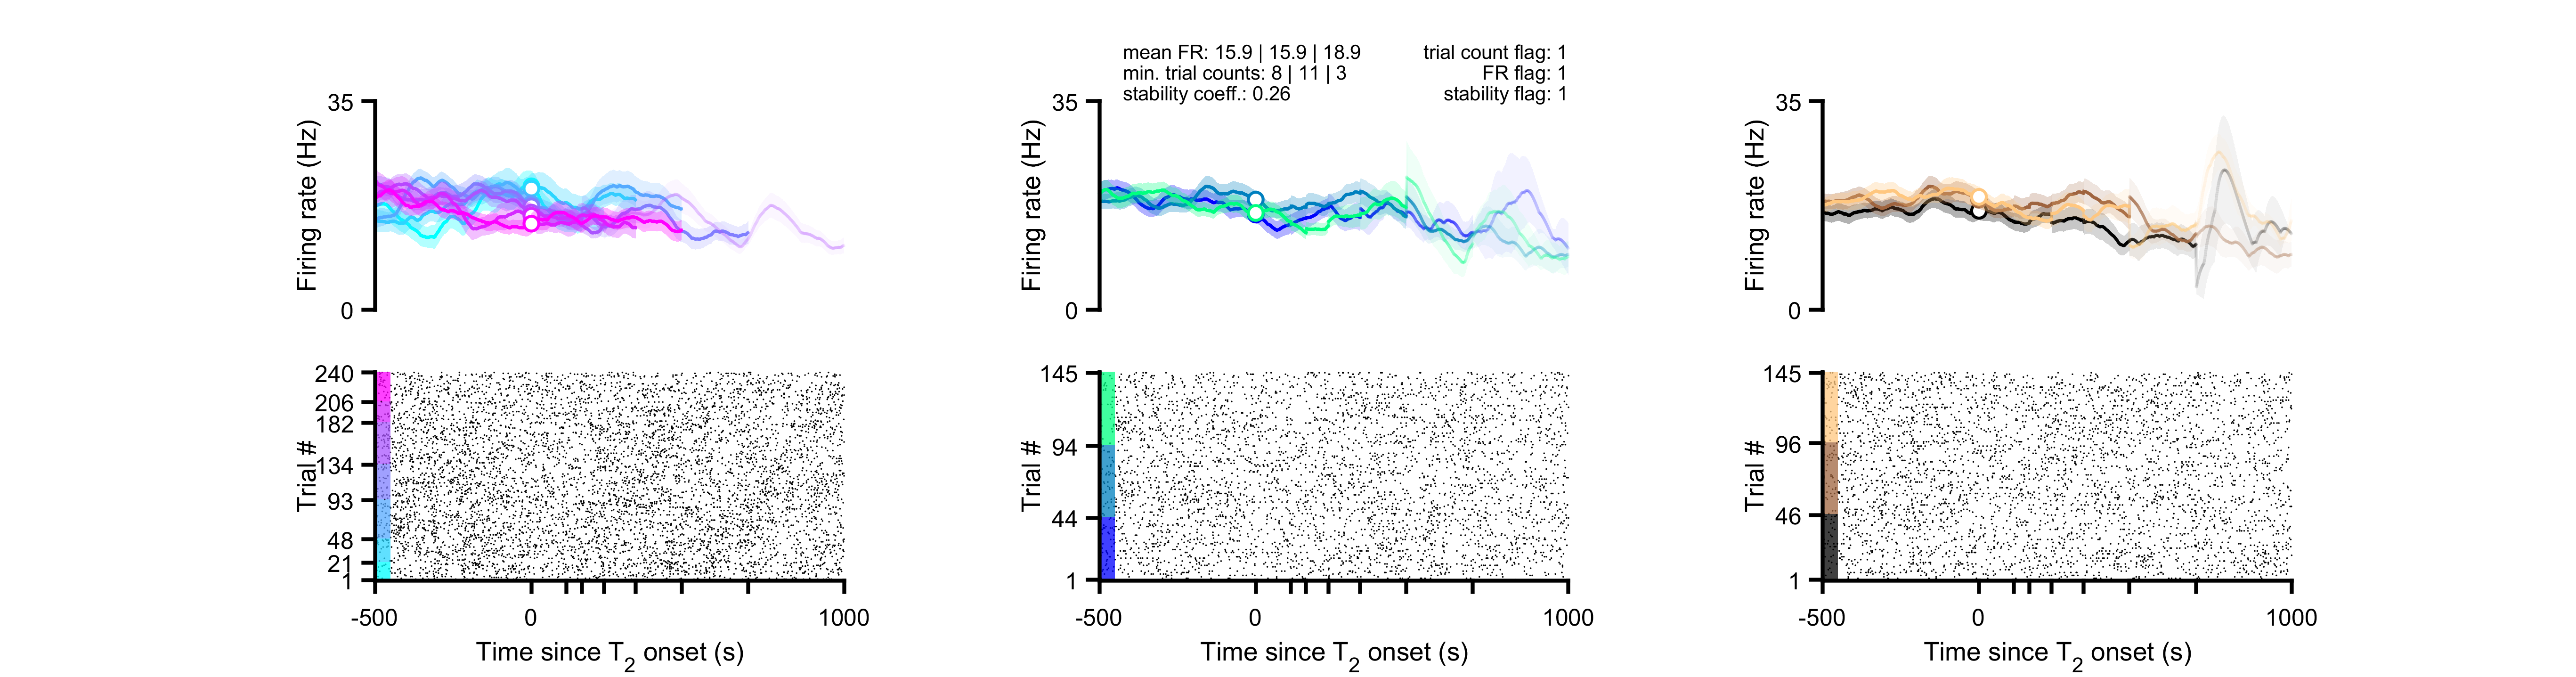 mean FR: 15.9 | 15.9 | 18.9
min. trial counts: 8 | 11 | 3
stability coeff.: 0.26
trial count flag: 1
FR flag: 1
stability flag: 1
35
Firing rate (Hz)
0
35
Firing rate (Hz)
0
35
Firing rate (Hz)
0
240
206
182
134
93
48
21
1
Trial #
-500
0
1000
Time since T2 onset (s)
145
94
44
1
Trial #
-500
0
1000
Time since T2 onset (s)
145
96
46
1
Trial #
-500
0
1000
Time since T2 onset (s)